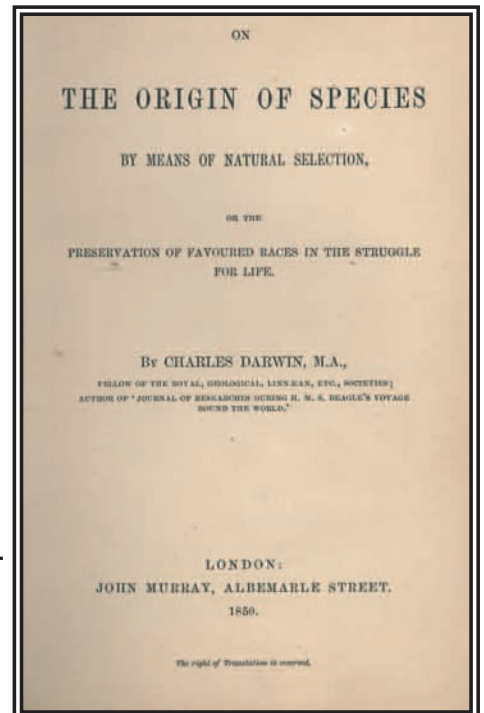 ON
THE ORIGIN OF SPECIES
BY MEANS OF NATURAL SELECTION,
OR THE
PRESERVATION OF FAVOURED RACES IN THE STRUGGLE
FOR LIFE.
BY CHARLES DARWIN, M.A.,
FELLOW OF THE ROYAL, GEOLOGICAL, LINNÆAN, ETC., SOCIETIES;
AUTHOR OF 'JOURNAL OF RESEARCHES DURING H. M. S. BEAGLE'S VOYAGE
ROUND THE WORLD.'
LONDON:
JOHN MURRAY, ALBEMARLE STREET.
1859.
The right of Translation is reserved.